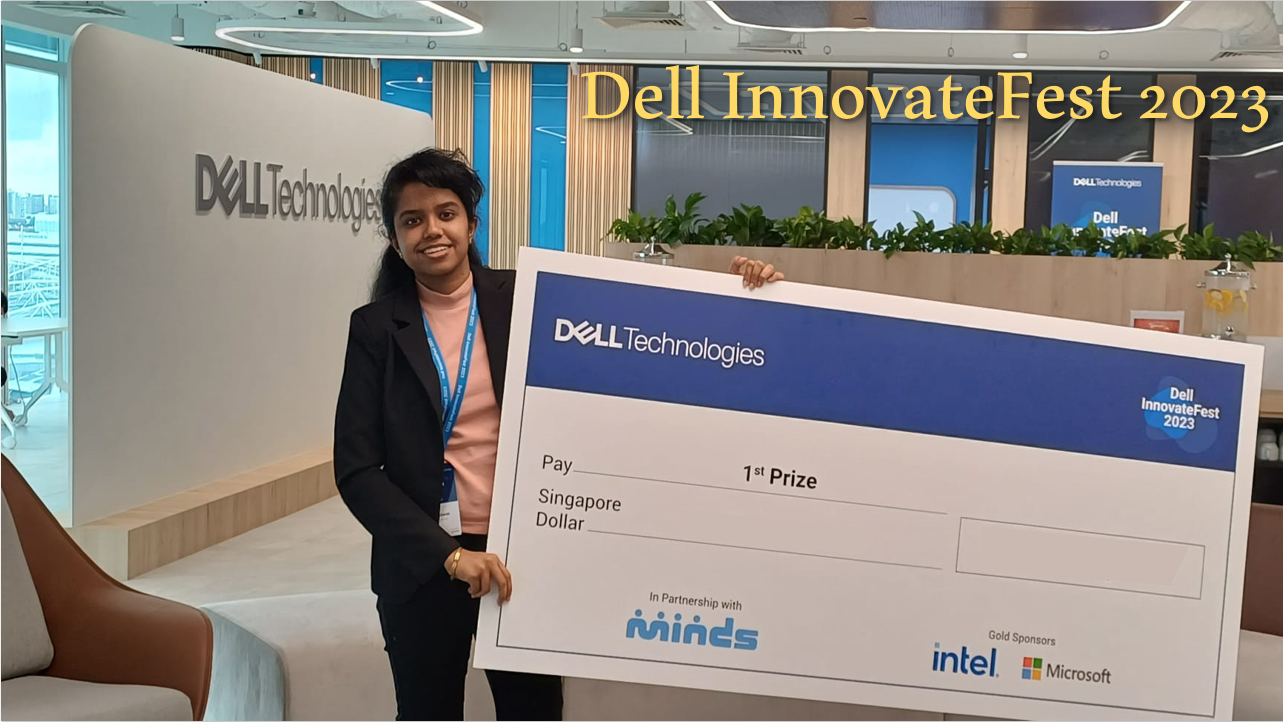 Dell InnovateFest 2023
DELLTechnologies
DELLTechnologies
Dell
InnovateFest
DELLTechnologies
Dell
InnovateFest
2023
Pay 1st Prize
Singapore
Dollar
In Partnership with
minds
Gold Sponsors
intel.
Microsoft